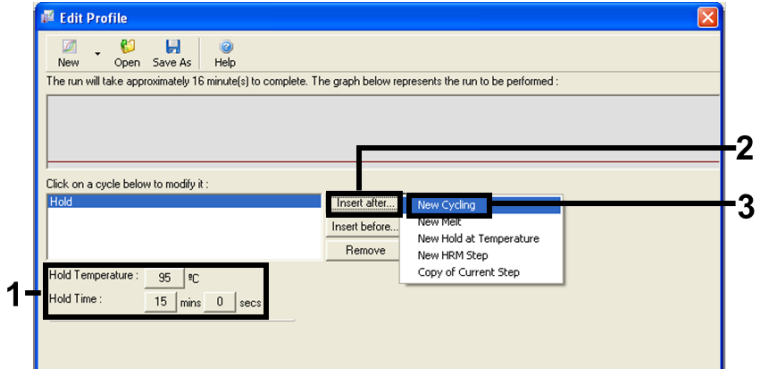 Edit Profile
New Open Save As Help
The run will take approximately 16 minute(s) to complete. The graph below represents the run to be performed :
2
Click on a cycle below to modify it :
Hold
Insert after...
New Cycling
3
Insert before...
New Melt
Remove
New Hold at Temperature
New HRM Step
Copy of Current Step
1
Hold Temperature : 95 ºC
Hold Time : 15 mins 0 secs